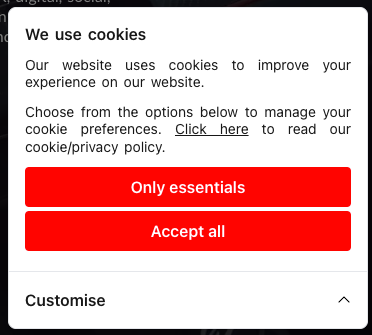 We use cookies
Our website uses cookies to improve your
experience on our website.
Choose from the options below to manage your
cookie preferences. Click here to read our
cookie/privacy policy.
Only essentials
Accept all
Customise